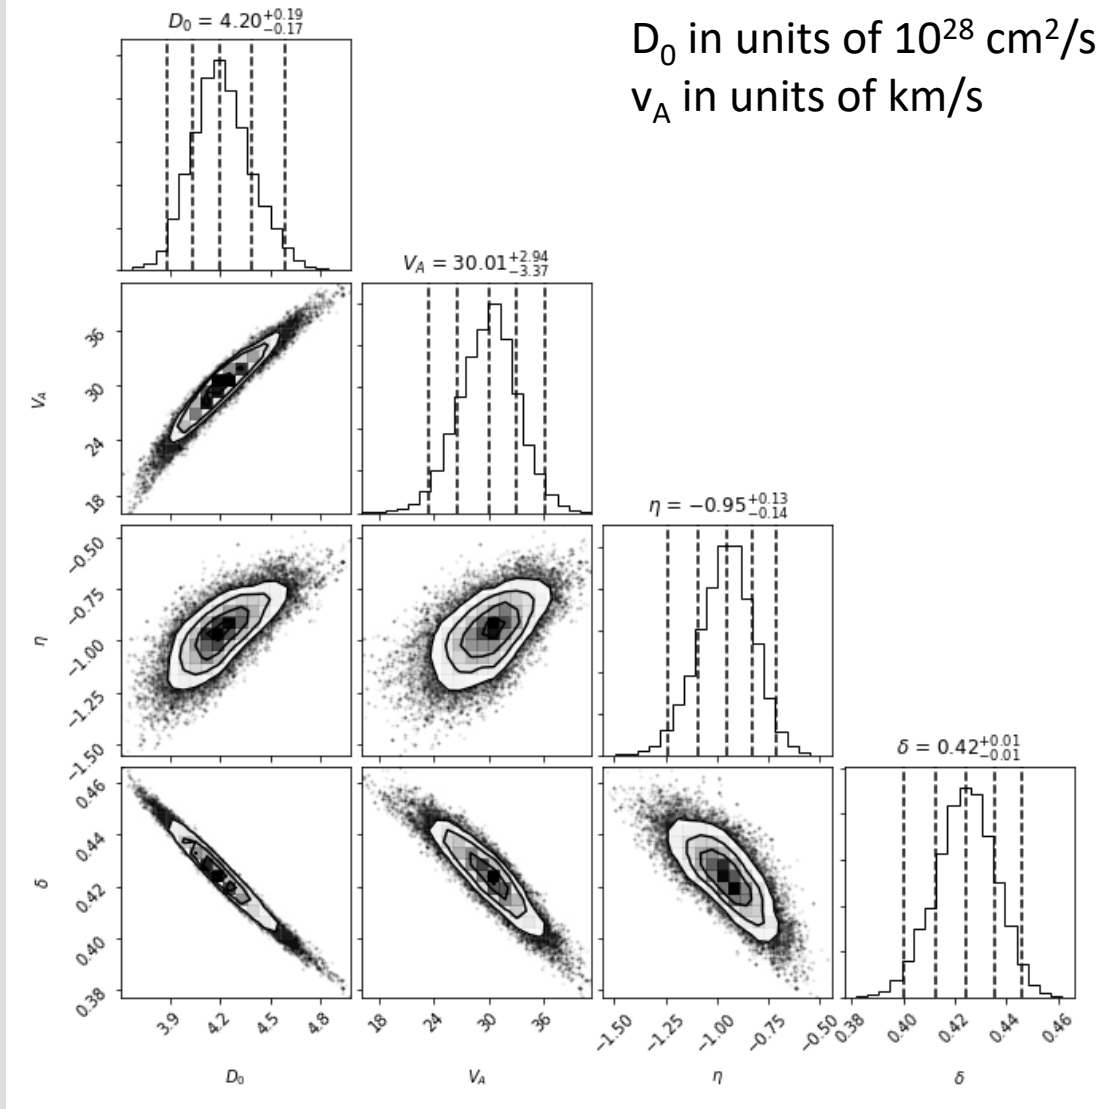 D₀ = 4.20⁺⁰·¹⁹₋₀.₁₇
D₀ in units of 10²⁸ cm²/s
v_A in units of km/s
V_A = 30.01^{+2.94}_{-3.37}
36
30
24
18
V_A
η = −0.95^{+0.13}_{-0.14}
−0.50
−0.75
−1.00
−1.25
−1.50
η
δ = 0.42^{+0.01}_{-0.01}
0.46
0.44
0.42
0.40
0.38
δ
3.9 4.2 4.5 4.8 18 24 30 36 −1.50 −1.25 −1.00 −0.75 −0.50 0.38 0.40 0.42 0.44 0.46
D₀ V_A η δ